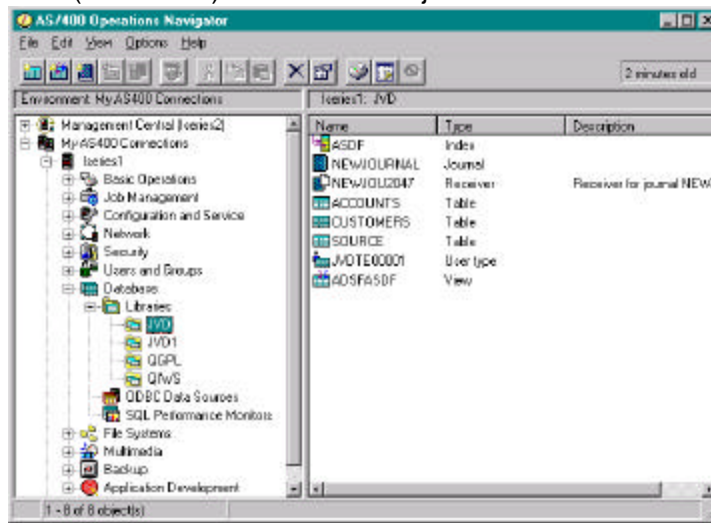 AS/400 Operations Navigator
File Edit View Options Help
2 minutes old
Environment: My AS400 Connections
Iseries1: JVD
Management Central (Iseries2)
My AS400 Connections
Iseries1
Basic Operations
Job Management
Configuration and Service
Network
Security
Users and Groups
Database
Libraries
JVD
JVD1
QGPL
ODBC Data Sources
SQL Performance Monitors
File Systems
Multimedia
Backup
Application Development
Name Type Description
ASDF Index
NEWJOURNAL Journal
NEWJOU2047 Receiver Receiver for journal NEW
ACCOUNTS Table
CUSTOMERS Table
SOURCE Table
JVDTE00001 User type
ADSFASDF View
1 - 8 of 8 object(s)